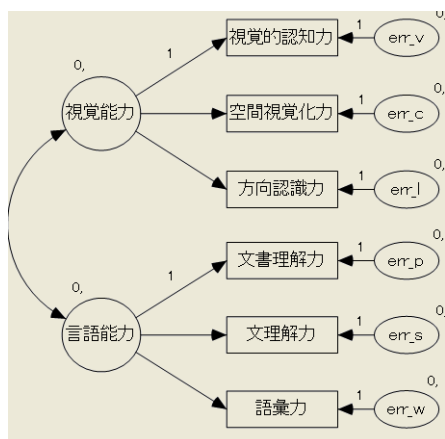 0,
1
視覚的認知力
1
err_v
0,
視覚能力
空間視覚化力
1
err_c
0,
方向認識力
1
err_l
0,
0,
言語能力
1
文書理解力
1
err_p
0,
文理解力
1
err_s
0,
語彙力
1
err_w
0,